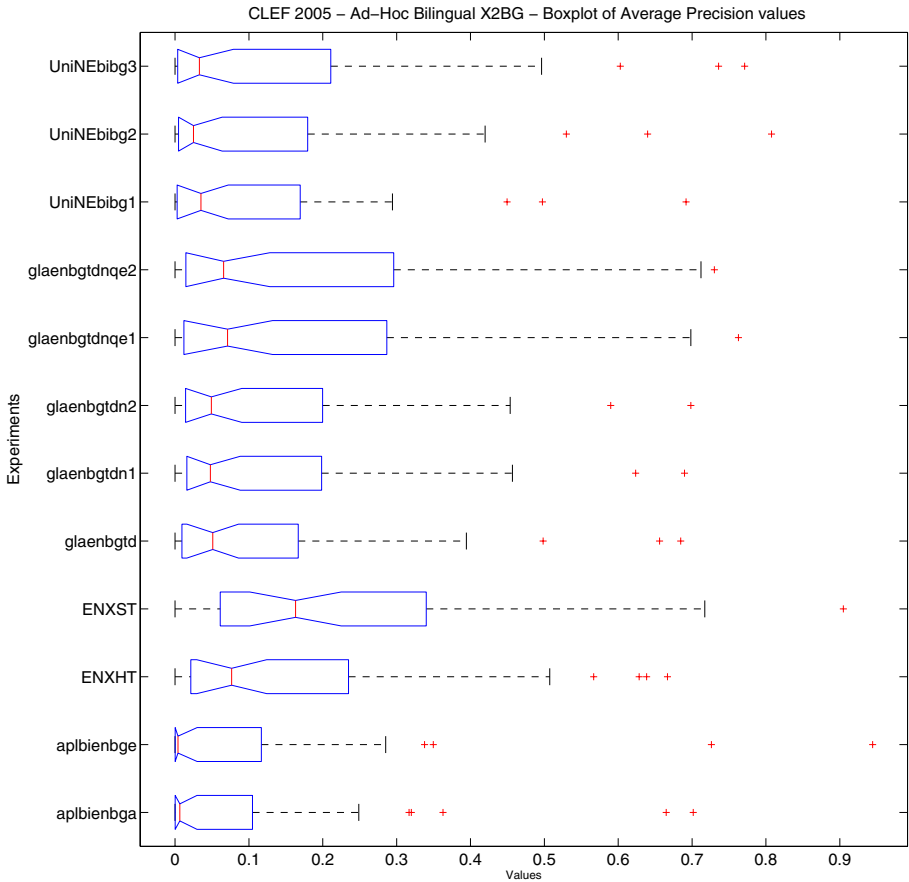 CLEF 2005 − Ad−Hoc Bilingual X2BG − Boxplot of Average Precision values
UniNEbibg3
UniNEbibg2
UniNEbibg1
glaenbgtdnqe2
glaenbgtdnqe1
glaenbgtdn2
glaenbgtdn1
glaenbgtd
ENXST
ENXHT
aplbienbge
aplbienbga
Experiments
0 0.1 0.2 0.3 0.4 0.5 0.6 0.7 0.8 0.9
Values